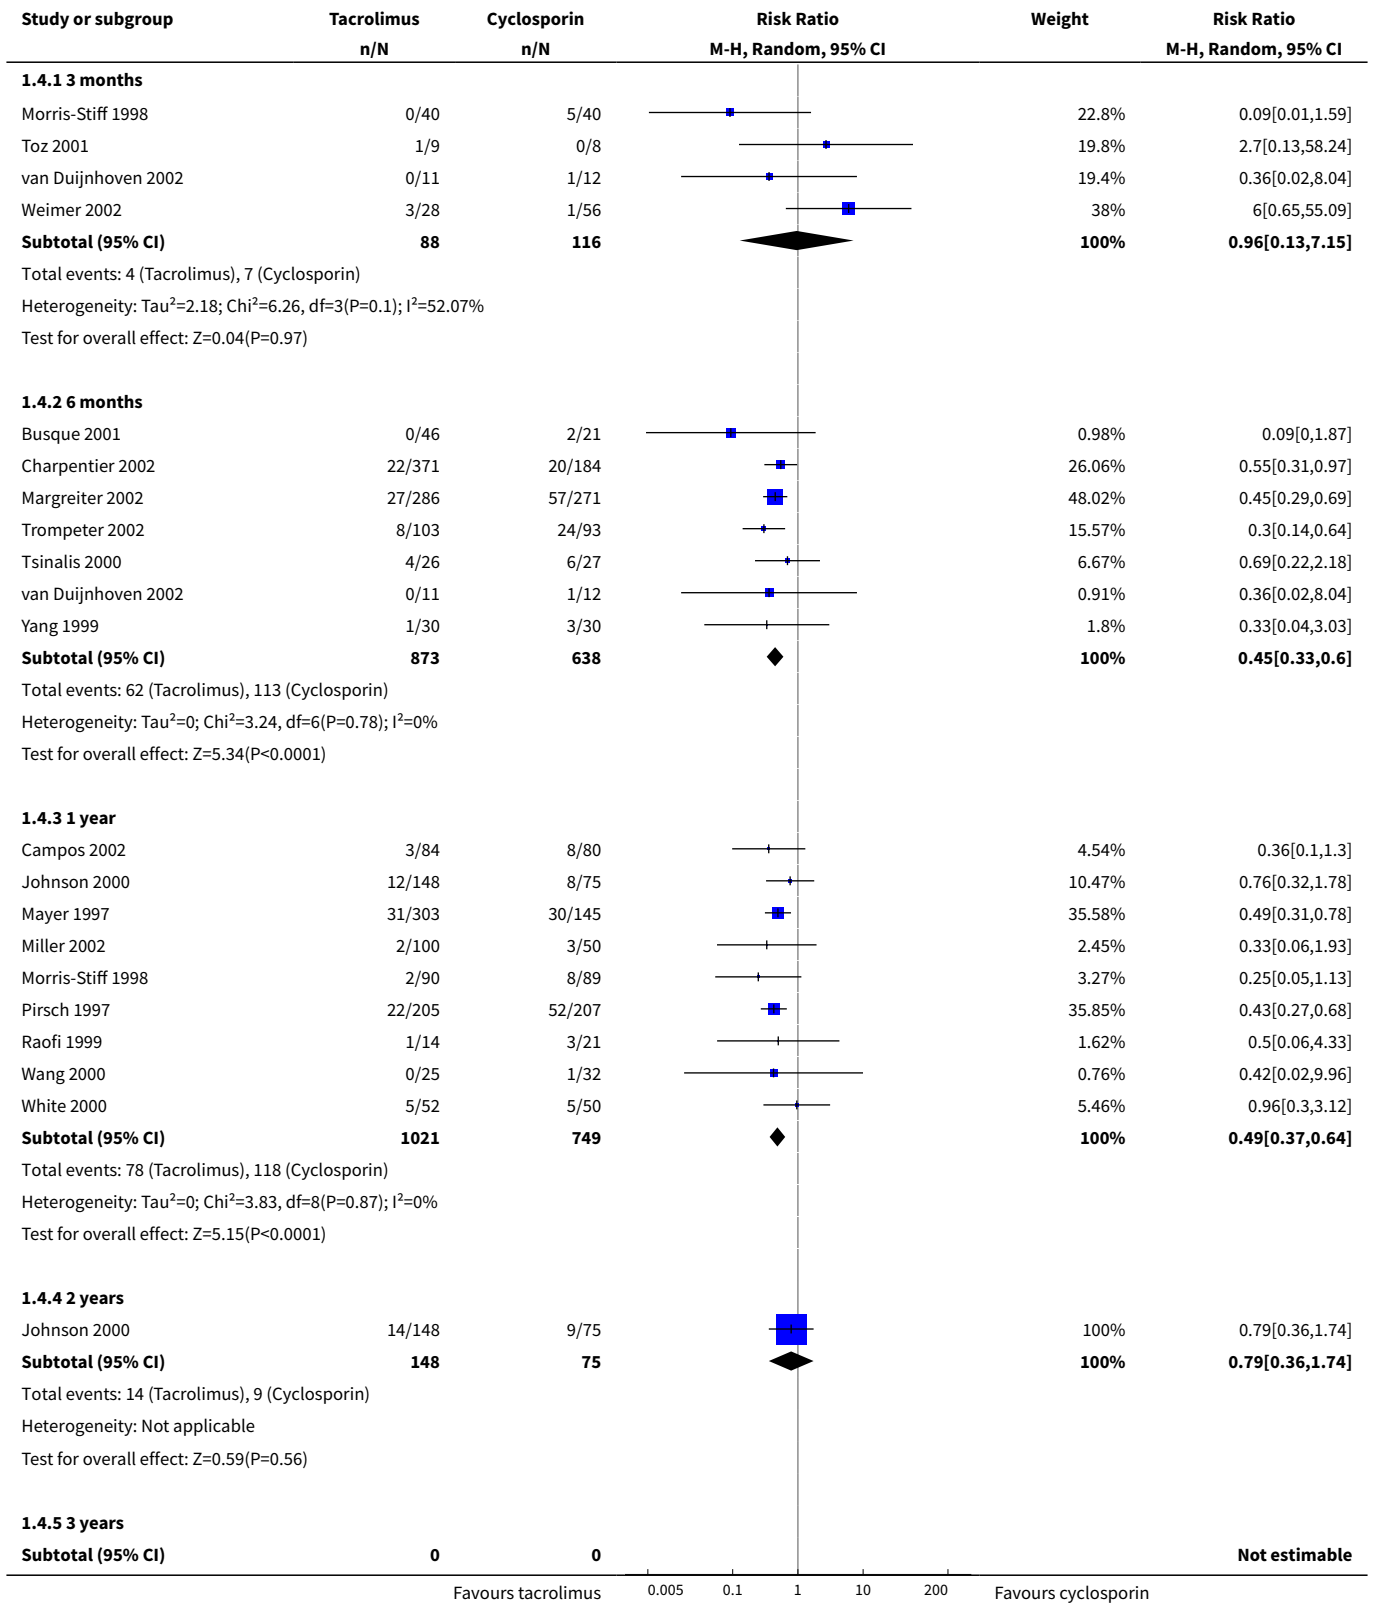 Study or subgroup Tacrolimus Cyclosporin Risk Ratio Weight Risk Ratio
n/N n/N M-H, Random, 95% CI M-H, Random, 95% CI
1.4.1 3 months
Morris-Stiff 1998 0/40 5/40 22.8% 0.09[0.01,1.59]
Toz 2001 1/9 0/8 19.8% 2.7[0.13,58.24]
van Duijnhoven 2002 0/11 1/12 19.4% 0.36[0.02,8.04]
Weimer 2002 3/28 1/56 38% 6[0.65,55.09]
Subtotal (95% CI) 88 116 100% 0.96[0.13,7.15]
Total events: 4 (Tacrolimus), 7 (Cyclosporin)
Heterogeneity: Tau²=2.18; Chi²=6.26, df=3(P=0.1); I²=52.07%
Test for overall effect: Z=0.04(P=0.97)
1.4.2 6 months
Busque 2001 0/46 2/21 0.98% 0.09[0,1.87]
Charpentier 2002 22/371 20/184 26.06% 0.55[0.31,0.97]
Margreiter 2002 27/286 57/271 48.02% 0.45[0.29,0.69]
Trompeter 2002 8/103 24/93 15.57% 0.3[0.14,0.64]
Tsinalis 2000 4/26 6/27 6.67% 0.69[0.22,2.18]
van Duijnhoven 2002 0/11 1/12 0.91% 0.36[0.02,8.04]
Yang 1999 1/30 3/30 1.8% 0.33[0.04,3.03]
Subtotal (95% CI) 873 638 100% 0.45[0.33,0.6]
Total events: 62 (Tacrolimus), 113 (Cyclosporin)
Heterogeneity: Tau²=0; Chi²=3.24, df=6(P=0.78); I²=0%
Test for overall effect: Z=5.34(P<0.0001)
1.4.3 1 year
Campos 2002 3/84 8/80 4.54% 0.36[0.1,1.3]
Johnson 2000 12/148 8/75 10.47% 0.76[0.32,1.78]
Mayer 1997 31/303 30/145 35.58% 0.49[0.31,0.78]
Miller 2002 2/100 3/50 2.45% 0.33[0.06,1.93]
Morris-Stiff 1998 2/90 8/89 3.27% 0.25[0.05,1.13]
Pirsch 1997 22/205 52/207 35.85% 0.43[0.27,0.68]
Raofi 1999 1/14 3/21 1.62% 0.5[0.06,4.33]
Wang 2000 0/25 1/32 0.76% 0.42[0.02,9.96]
White 2000 5/52 5/50 5.46% 0.96[0.3,3.12]
Subtotal (95% CI) 1021 749 100% 0.49[0.37,0.64]
Total events: 78 (Tacrolimus), 118 (Cyclosporin)
Heterogeneity: Tau²=0; Chi²=3.83, df=8(P=0.87); I²=0%
Test for overall effect: Z=5.15(P<0.0001)
1.4.4 2 years
Johnson 2000 14/148 9/75 100% 0.79[0.36,1.74]
Subtotal (95% CI) 148 75 100% 0.79[0.36,1.74]
Total events: 14 (Tacrolimus), 9 (Cyclosporin)
Heterogeneity: Not applicable
Test for overall effect: Z=0.59(P=0.56)
1.4.5 3 years
Subtotal (95% CI) 0 0 Not estimable
Favours tacrolimus 0.005 0.1 1 10 200 Favours cyclosporin